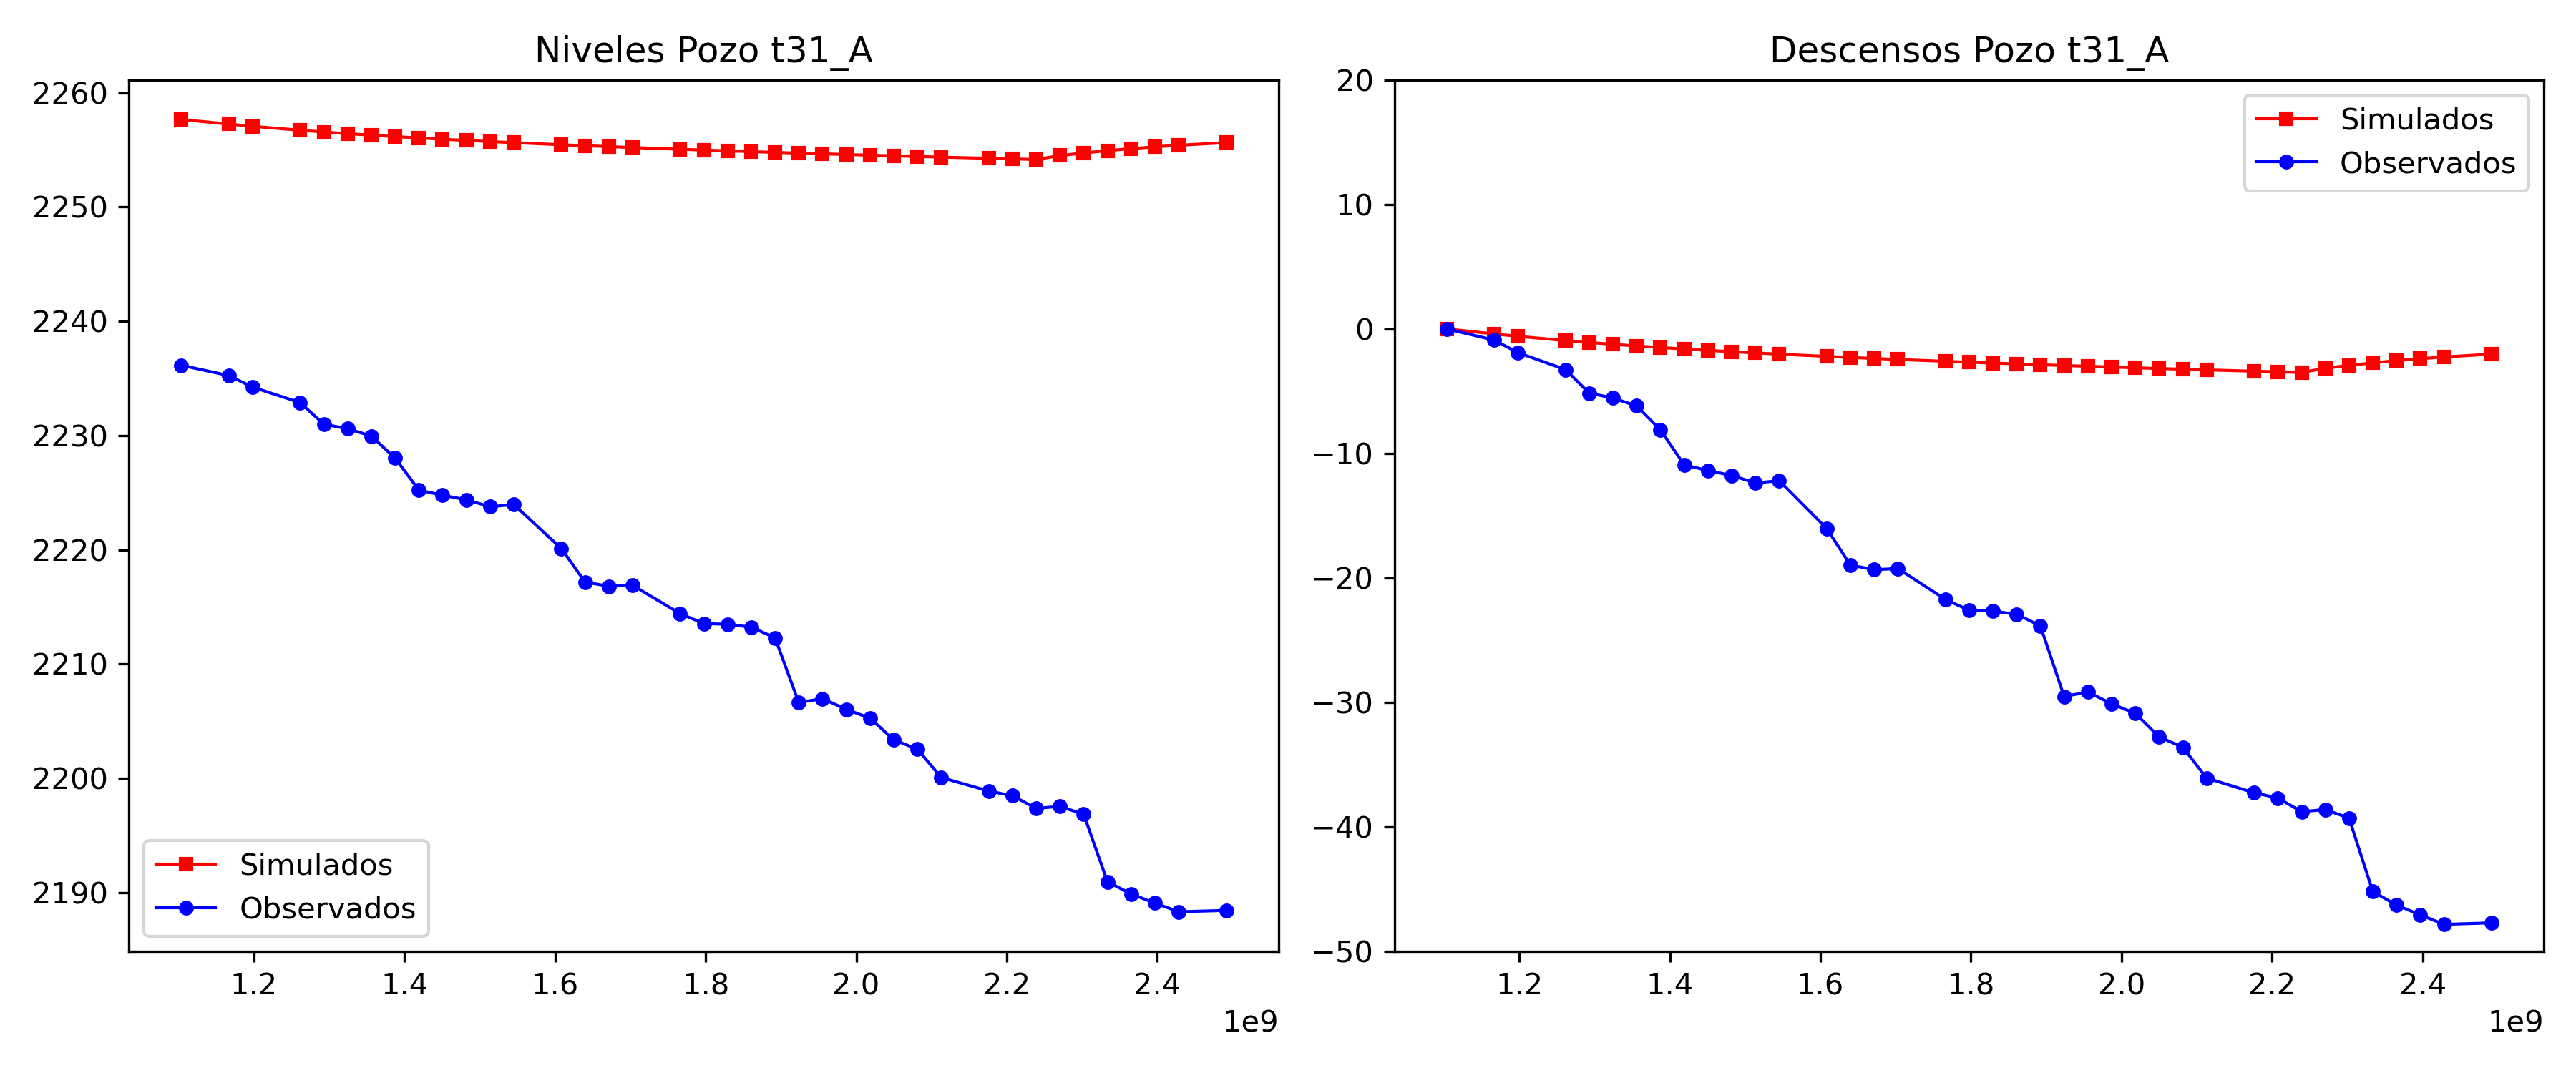 Niveles Pozo t31_A
2260
2250
2240
2230
2220
2210
2200
2190
Simulados
Observados
1.2 1.4 1.6 1.8 2.0 2.2 2.4
1e9
Descensos Pozo t31_A
20
10
0
−10
−20
−30
−40
−50
Simulados
Observados
1.2 1.4 1.6 1.8 2.0 2.2 2.4
1e9